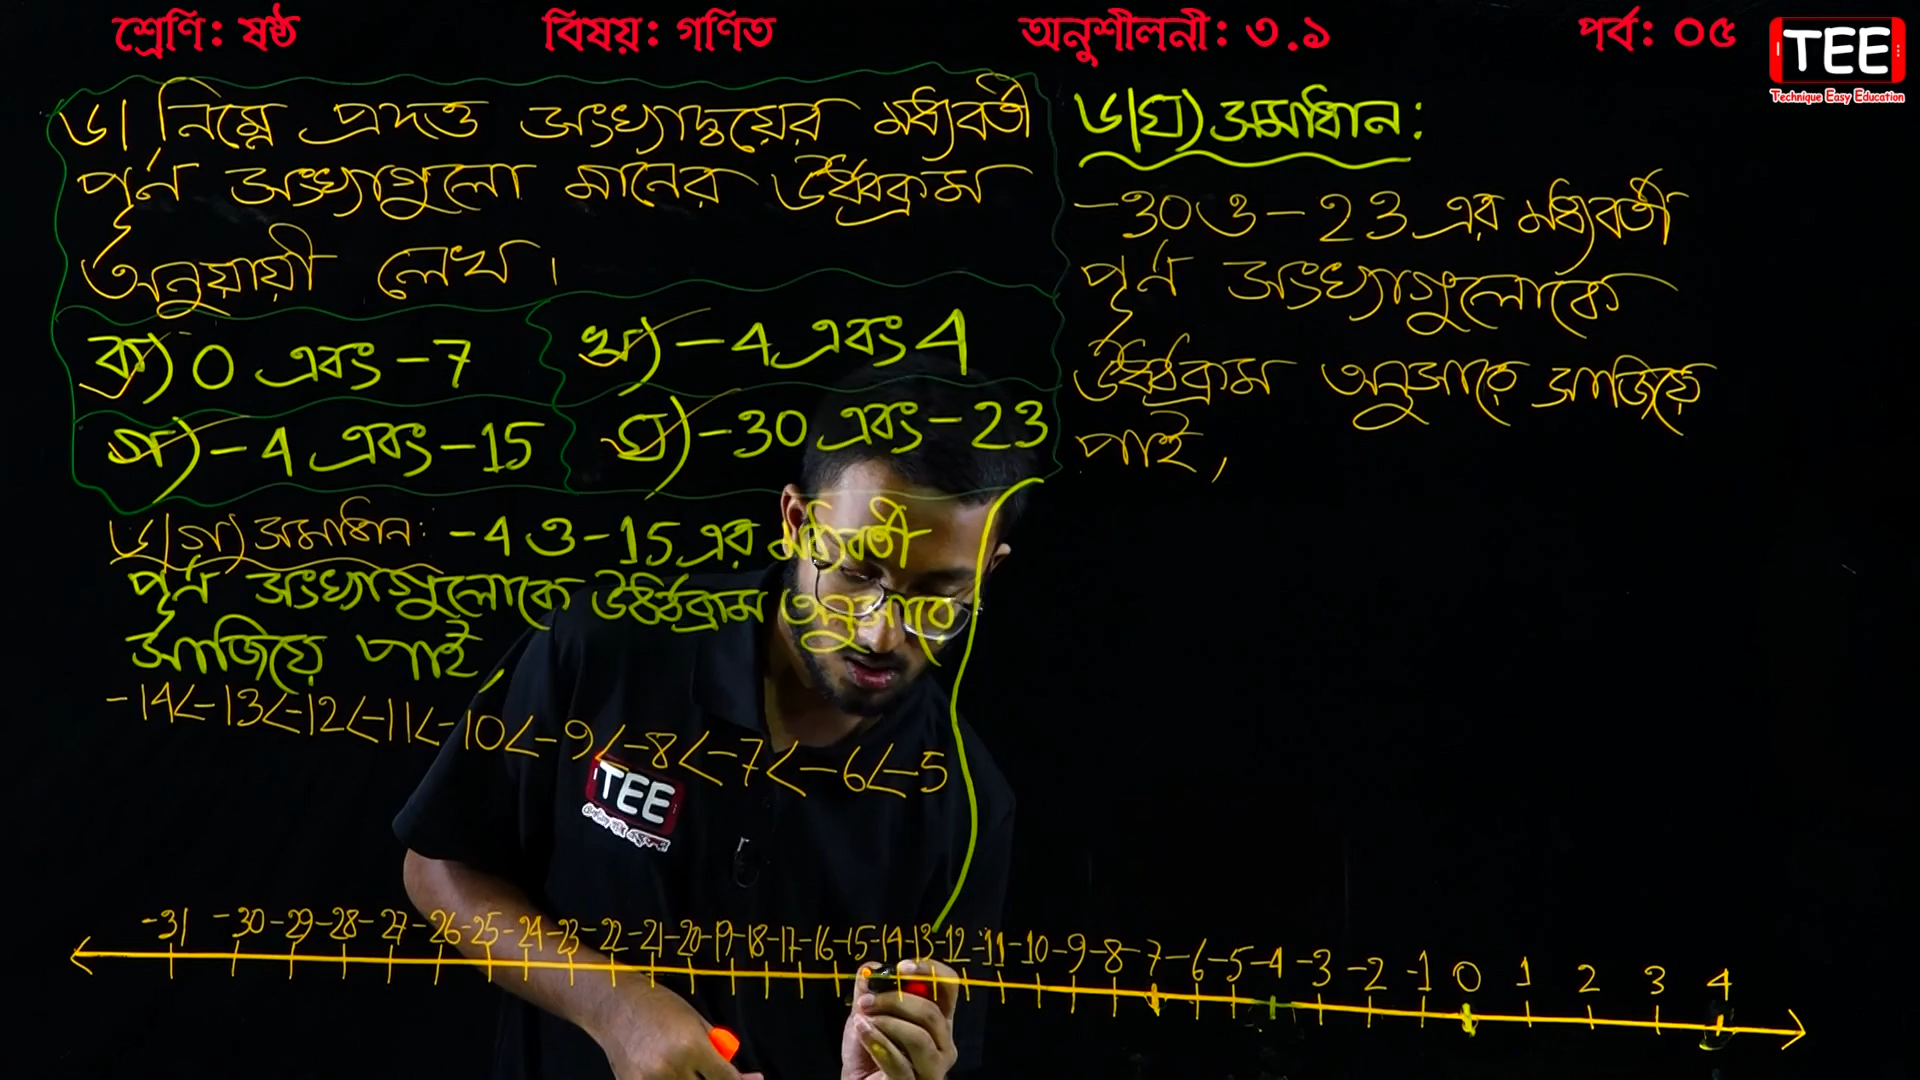 শ্রেণি: ষষ্ঠ বিষয়: গণিত অনুশীলনী: ৩.১ পর্ব: ০৫
TEE
Technique Easy Education
৬। নিম্নে প্রদত্ত সংখ্যাদ্বয়ের মধ্যবর্তী
পূর্ণ সংখ্যাগুলো মানের উর্ধ্বক্রম
অনুযায়ী লেখ।
ক) 0 এবং -7 খ) -4 এবং 4
গ) -4 এবং -15 ঘ) -30 এবং -23
৬।গ) সমাধান: -4 ও -15 এর মধ্যবর্তী
পূর্ণ সংখ্যাগুলোকে উর্ধ্বক্রম অনুসারে
সাজিয়ে পাই,
-14<-13<-12<-11<-10<-9<-8<-7<-6<-5
৬।ঘ) সমাধান:
-30 ও -23 এর মধ্যবর্তী
পূর্ণ সংখ্যাগুলোকে
উর্ধ্বক্রম অনুসারে সাজিয়ে
পাই,
TEE
-31 -30 -29 -28 -27 -26 -25 -24 -23 -22 -21 -20 -19 -18 -17 -16 -15 -14 -13 -12 -11 -10 -9 -8 -7 -6 -5 -4 -3 -2 -1 0 1 2 3 4